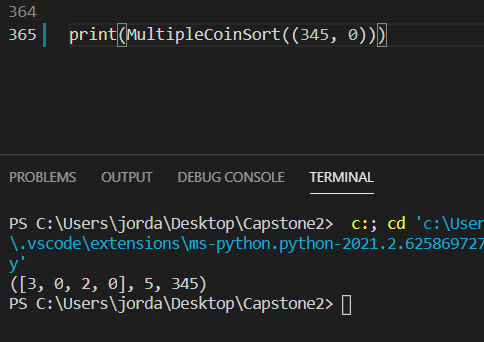 364
365 print(MultipleCoinSort((345, 0)))
PROBLEMS OUTPUT DEBUG CONSOLE TERMINAL
PS C:\Users\jorda\Desktop\Capstone2> c:; cd 'c:\User
\.vscode\extensions\ms-python.python-2021.2.625869727
y'
([3, 0, 2, 0], 5, 345)
PS C:\Users\jorda\Desktop\Capstone2>